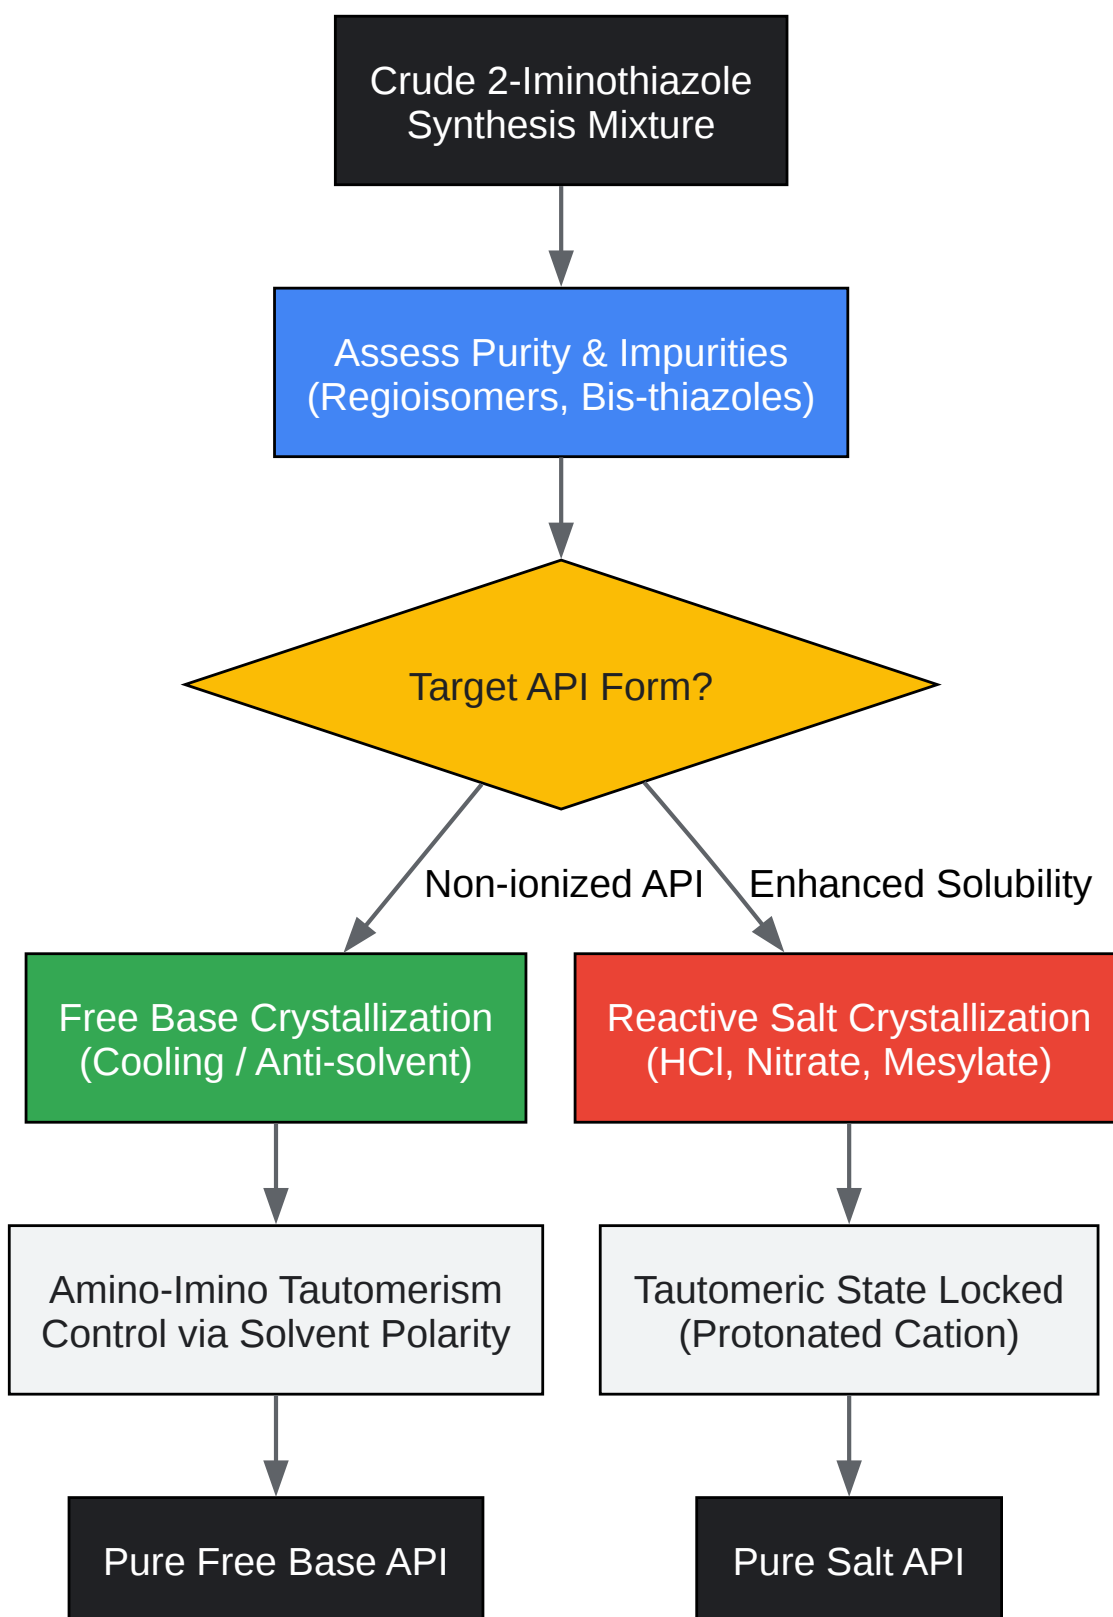 Crude 2-Iminothiazole
Synthesis Mixture
Assess Purity & Impurities
(Regioisomers, Bis-thiazoles)
Target API Form?
Non-ionized API
Enhanced Solubility
Free Base Crystallization
(Cooling / Anti-solvent)
Reactive Salt Crystallization
(HCl, Nitrate, Mesylate)
Amino-Imino Tautomerism
Control via Solvent Polarity
Tautomeric State Locked
(Protonated Cation)
Pure Free Base API
Pure Salt API